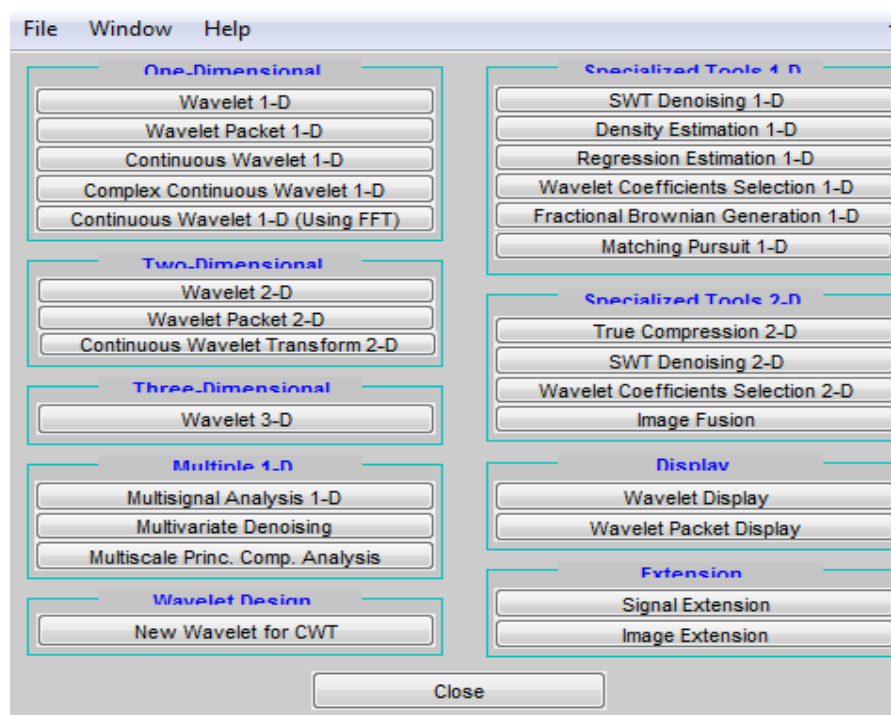 File Window Help
One-Dimensional
Wavelet 1-D
Wavelet Packet 1-D
Continuous Wavelet 1-D
Complex Continuous Wavelet 1-D
Continuous Wavelet 1-D (Using FFT)
Two-Dimensional
Wavelet 2-D
Wavelet Packet 2-D
Continuous Wavelet Transform 2-D
Three-Dimensional
Wavelet 3-D
Multiple 1-D
Multisignal Analysis 1-D
Multivariate Denoising
Multiscale Princ. Comp. Analysis
Wavelet Design
New Wavelet for CWT
Specialized Tools 1-D
SWT Denoising 1-D
Density Estimation 1-D
Regression Estimation 1-D
Wavelet Coefficients Selection 1-D
Fractional Brownian Generation 1-D
Matching Pursuit 1-D
Specialized Tools 2-D
True Compression 2-D
SWT Denoising 2-D
Wavelet Coefficients Selection 2-D
Image Fusion
Display
Wavelet Display
Wavelet Packet Display
Extension
Signal Extension
Image Extension
Close